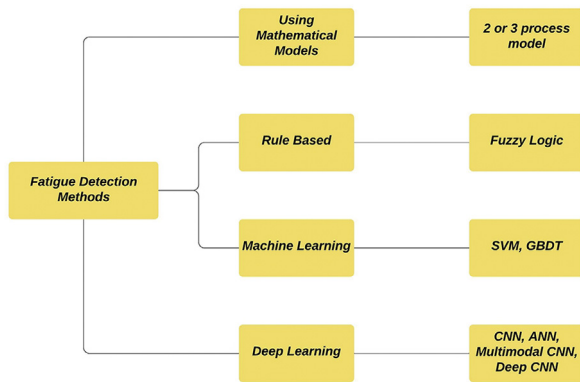 Using
Mathematical
Models
2 or 3 process
model
Rule Based
Fuzzy Logic
Fatigue Detection
Methods
Machine Learning
SVM, GBDT
Deep Learning
CNN, ANN,
Multimodal CNN,
Deep CNN